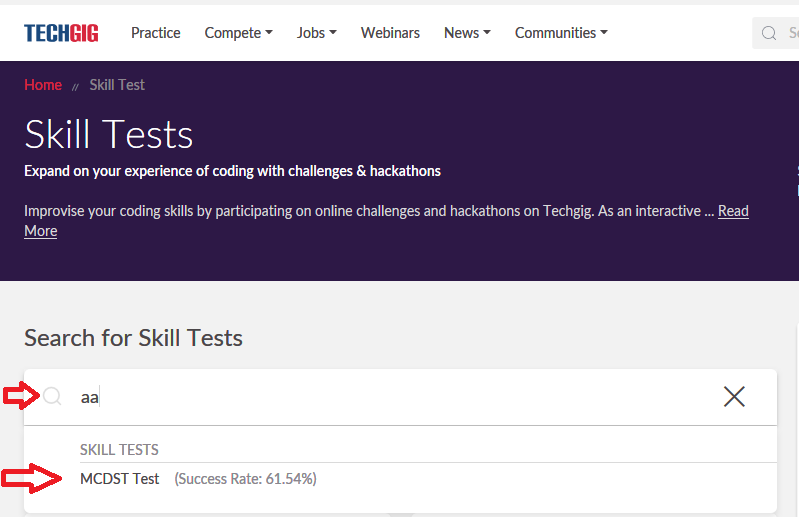 TECHGIG Practice Compete Jobs Webinars News Communities
Home // Skill Test
Skill Tests
Expand on your experience of coding with challenges & hackathons
Improvise your coding skills by participating on online challenges and hackathons on Techgig. As an interactive ... Read
More
Search for Skill Tests
aa
SKILL TESTS
MCDST Test (Success Rate: 61.54%)